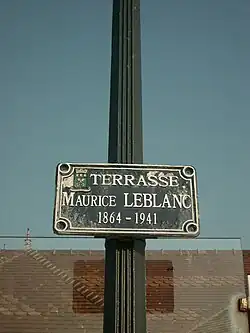 TERRASSE
MAURICE LEBLANC
1864 - 1941